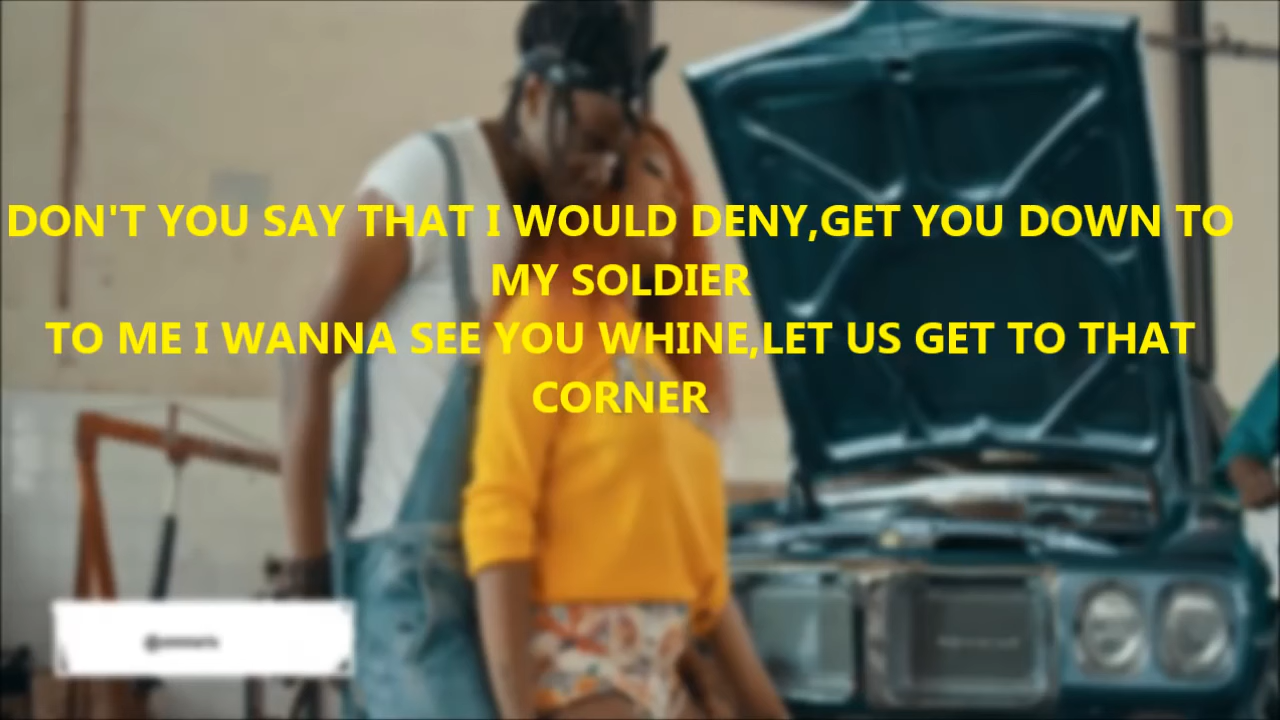 DON'T YOU SAY THAT I WOULD DENY,GET YOU DOWN TO
MY SOLDIER
TO ME I WANNA SEE YOU WHINE,LET US GET TO THAT
CORNER